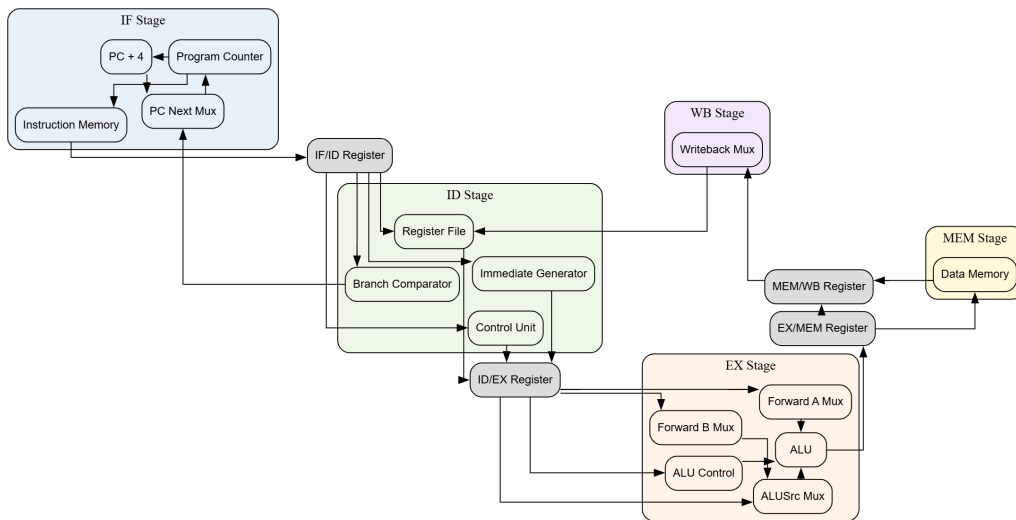 IF Stage
PC + 4
Program Counter
PC Next Mux
Instruction Memory
IF/ID Register
WB Stage
Writeback Mux
ID Stage
Register File
Immediate Generator
Branch Comparator
Control Unit
MEM Stage
Data Memory
MEM/WB Register
EX/MEM Register
ID/EX Register
EX Stage
Forward A Mux
Forward B Mux
ALU
ALU Control
ALUSrc Mux